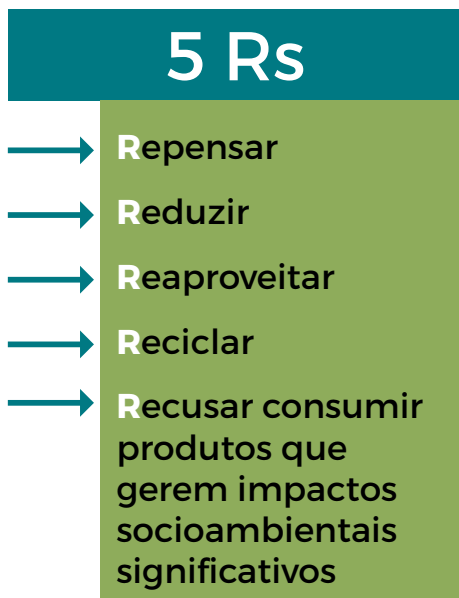 5 Rs
Repensar
Reduzir
Reaproveitar
Reciclar
Recusar consumir
produtos que
gerem impactos
socioambientais
significativos